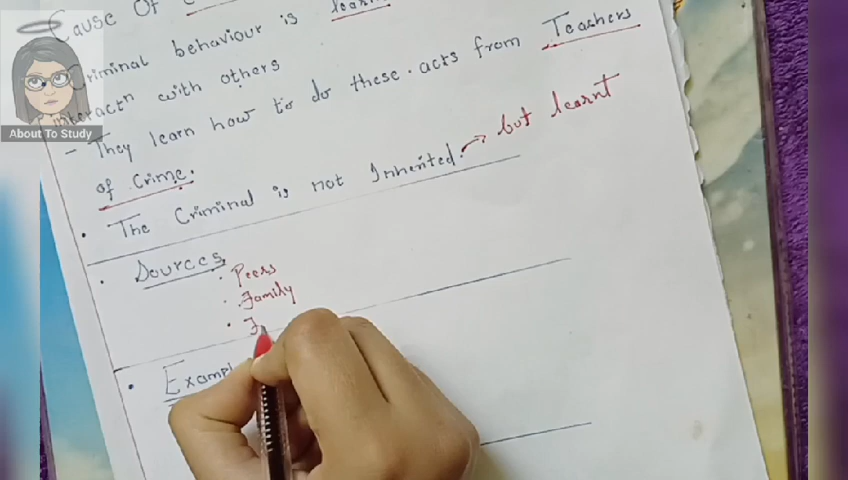 Cause Of
Criminal behaviour is
interactn with others
- They learn how to do these. acts from Teachers
of Crime.
• The Criminal is not Inherited. → but learnt
• Sources
• Peers
• Family
•
• Exampl
About To Study